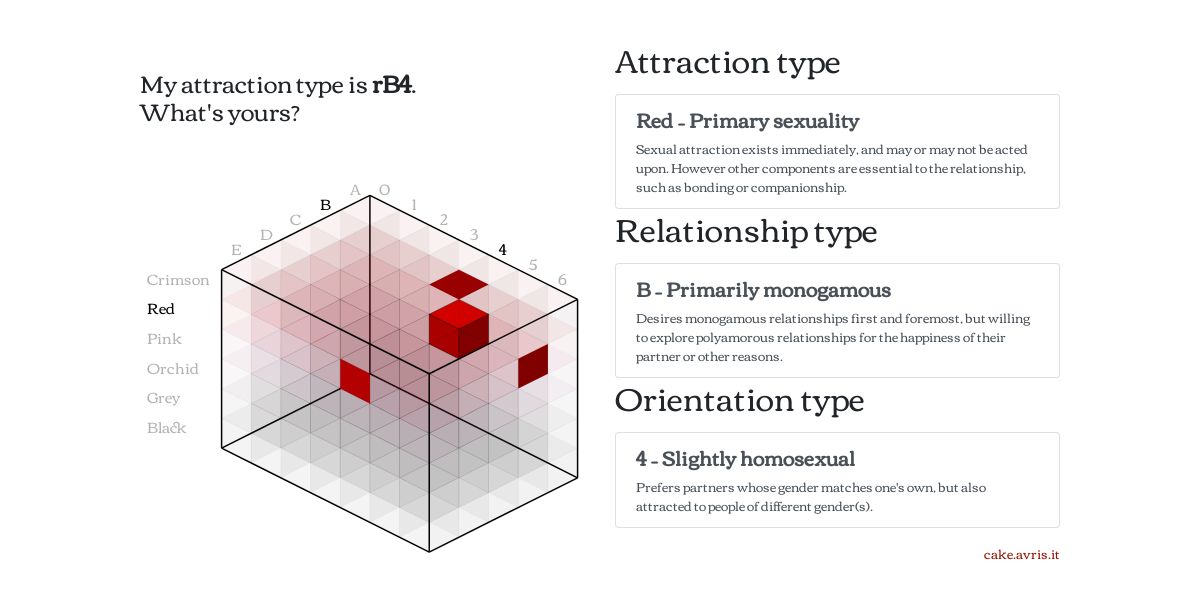 My attraction type is rB4.
What's yours?
A 0
B 1
C 2
D 3
E 4
5
6
Crimson
Red
Pink
Orchid
Grey
Black
Attraction type
Red - Primary sexuality
Sexual attraction exists immediately, and may or may not be acted
upon. However other components are essential to the relationship,
such as bonding or companionship.
Relationship type
B - Primarily monogamous
Desires monogamous relationships first and foremost, but willing
to explore polyamorous relationships for the happiness of their
partner or other reasons.
Orientation type
4 - Slightly homosexual
Prefers partners whose gender matches one's own, but also
attracted to people of different gender(s).
cake.avris.it